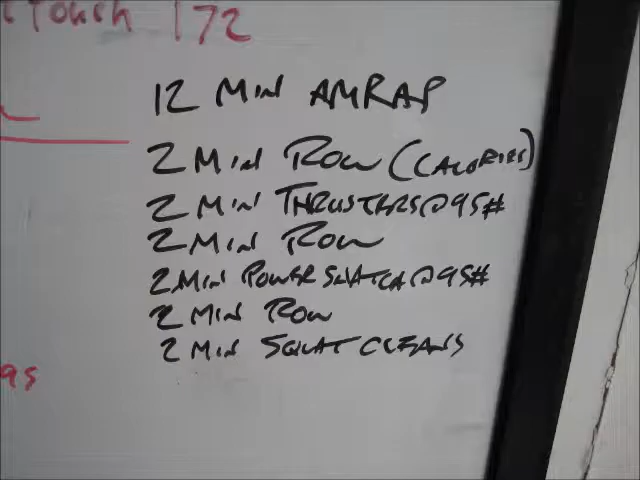 Touch 172
12 MIN AMRAP
2 MIN ROW (CALORIES)
2 MIN THRUSTERS@95#
2 MIN ROW
2 MIN POWER SNATCH@95#
2 MIN ROW
2 MIN SQUAT CLEANS
95